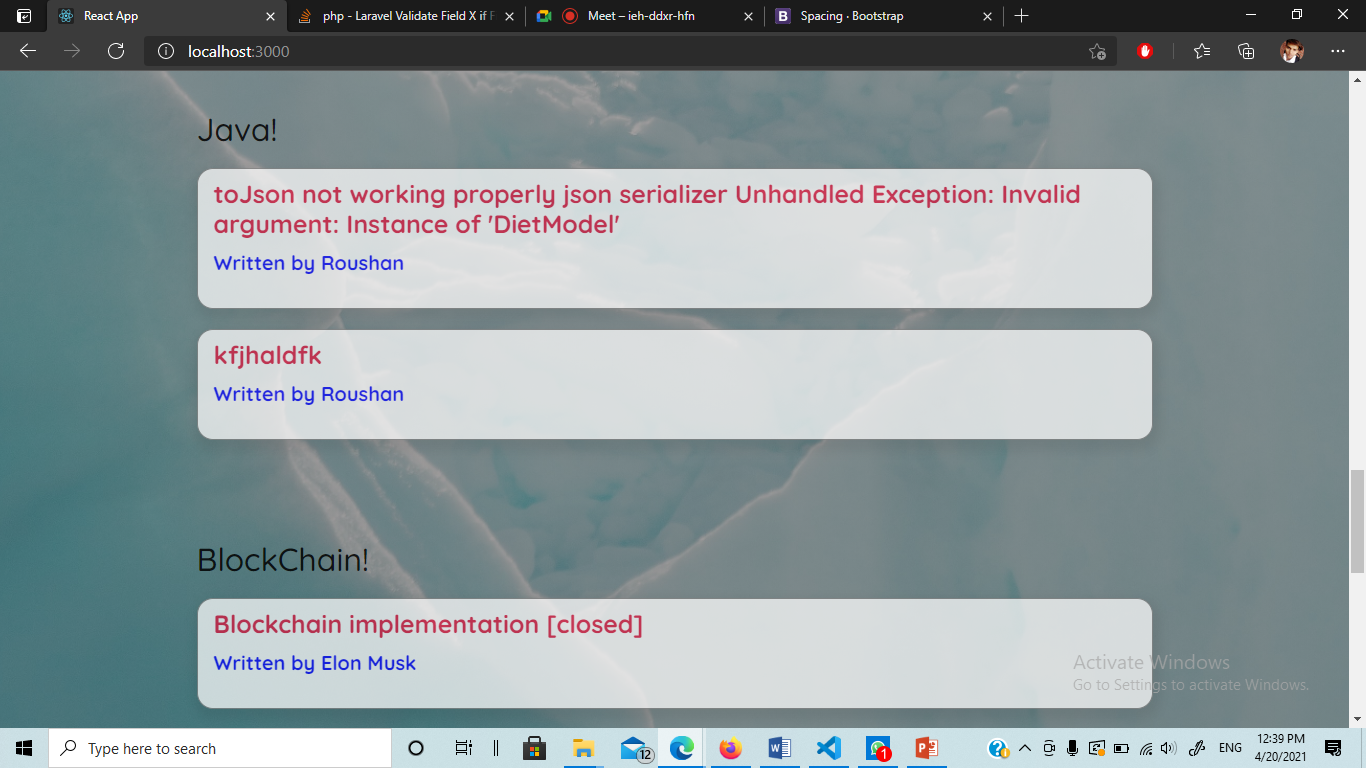 React App
php - Laravel Validate Field X if F
Meet – ieh-ddxr-hfn
B Spacing · Bootstrap
localhost:3000
Java!
toJson not working properly json serializer Unhandled Exception: Invalid
argument: Instance of 'DietModel'
Written by Roushan
kfjhaldfk
Written by Roushan
BlockChain!
Blockchain implementation [closed]
Written by Elon Musk
Activate Windows
Go to Settings to activate Windows.
Type here to search
12
1
ENG
12:39 PM
4/20/2021